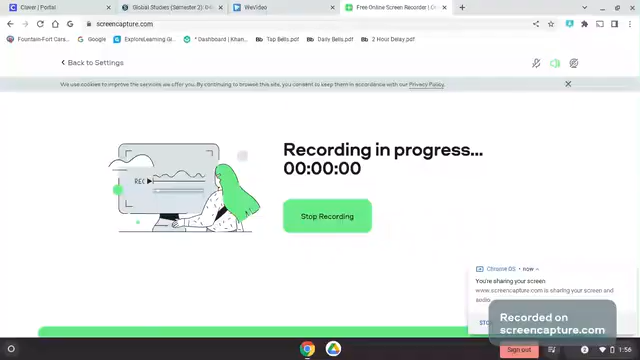 Clever | Portal
Global Studies (Semester 2): 0
WeVideo
Free Online Screen Recorder | O
screencapture.com
Fountain-Fort Cara...
Google
ExploreLearning Gi...
* Dashboard | Khan...
Tap Bells.pdf
Daily Bells.pdf
2 Hour Delay.pdf
Back to Settings
We use cookies to improve the services we offer you. By continuing to browse this site, you consent to keep them in accordance with our Privacy Policy.
REC
Recording in progress...
00:00:00
Stop Recording
Chrome OS • now
You're sharing your screen
www.screencapture.com is sharing your screen and
audio.
STOP
Recorded on
screencapture.com
Sign out
2
1:56